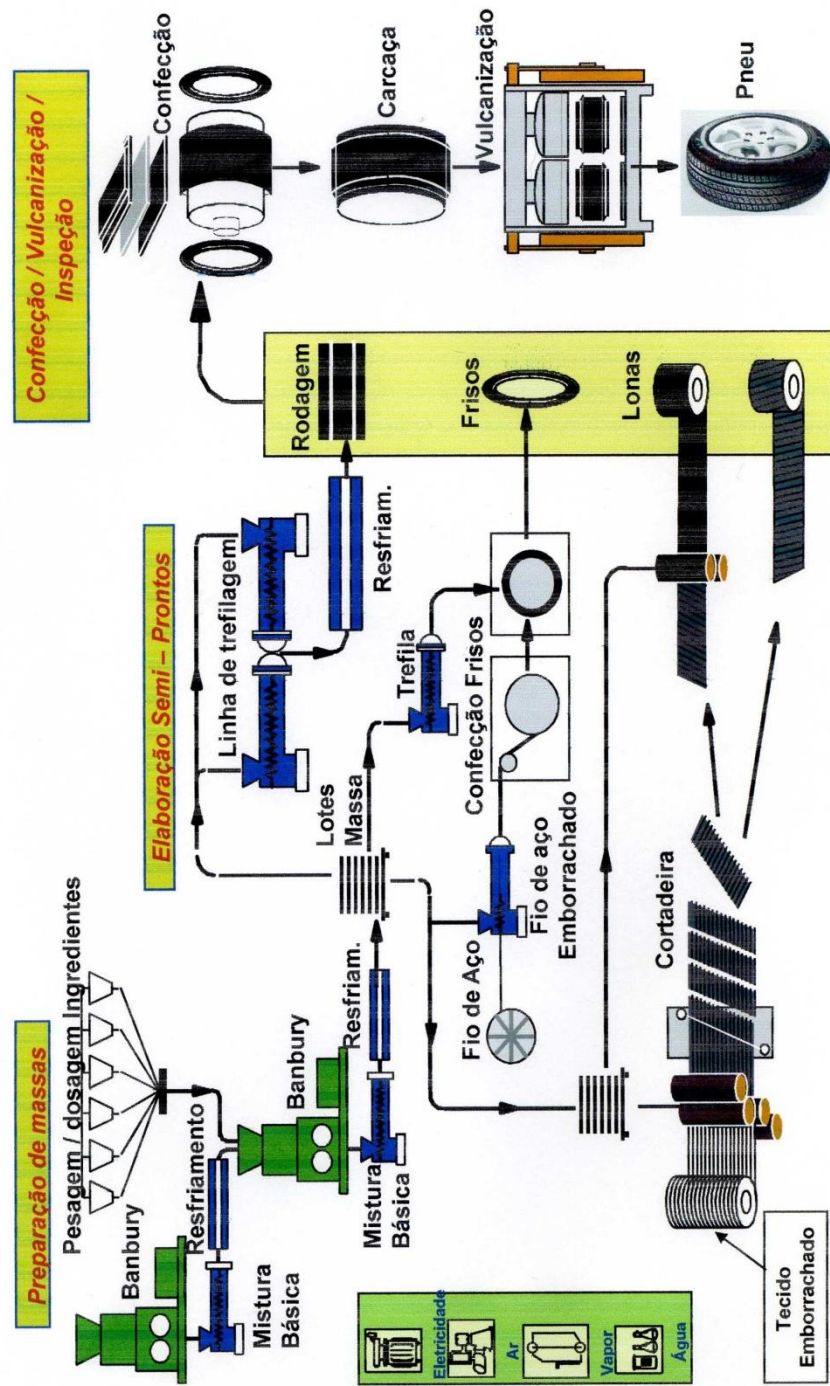 Preparação de massas
Pesagem / dosagem Ingredientes
Banbury
Resfriamento
Mistura
Básica
Banbury
Mistura
Básica
Resfriam.
Eletricidade
Ar
Vapor
Água
Elaboração Semi – Prontos
Linha de trefilagem
Resfriam.
Lotes
Massa
Trefila
Confecção Frisos
Fio de Aço
Fio de aço
Emborrachado
Cortadeira
Tecido
Emborrachado
Rodagem
Frisos
Lonas
Confecção / Vulcanização /
Inspeção
Confecção
Carcaça
Vulcanização
Pneu